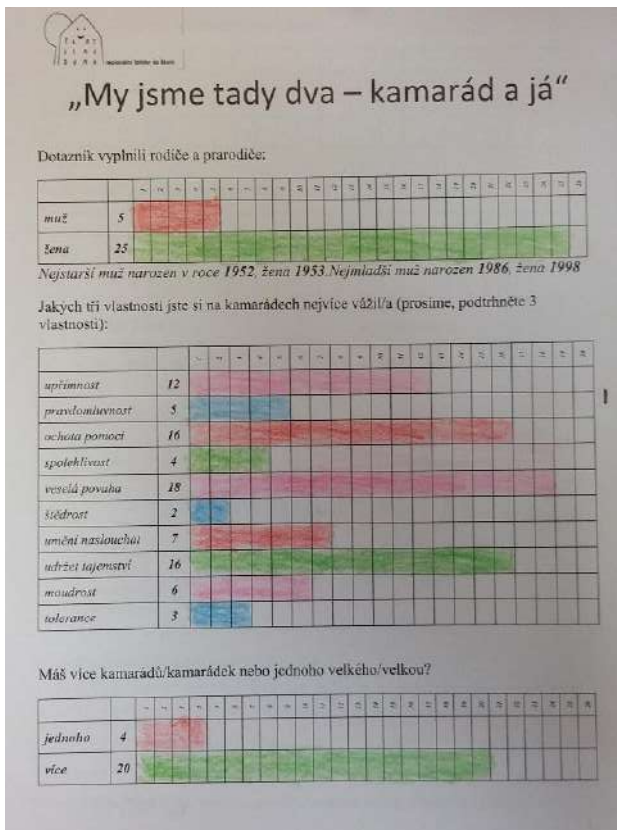 „My jsme tady dva – kamarád a já“
Dotazník vyplnili rodiče a prarodiče:
muž 5
žena 25
Nejstarší muž narozen v roce 1952, žena 1953.Nejmladší muž narozen 1986, žena 1998
Jakých tří vlastností jste si na kamarádech nejvíce vážil/a (prosíme, podtrhněte 3
vlastnosti):
upřímnost 12
pravdomluvnost 5
ochota pomoci 16
spolehlivost 4
veselá povaha 18
štědrost 2
umění naslouchat 7
udržet tajemství 16
moudrost 6
tolerance 3
Máš více kamarádů/kamarádek nebo jednoho velkého/velkou?
jednoho 4
více 20